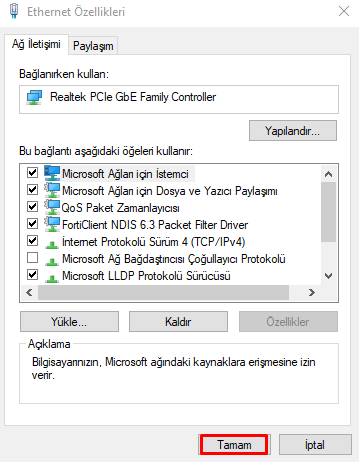 Ethernet Özellikleri
Ağ İletişimi Paylaşım
Bağlanırken kullan:
Realtek PCIe GbE Family Controller
Yapılandır...
Bu bağlantı aşağıdaki öğeleri kullanır:
Microsoft Ağları için İstemci
Microsoft Ağları için Dosya ve Yazıcı Paylaşımı
QoS Paket Zamanlayıcısı
FortiClient NDIS 6.3 Packet Filter Driver
İnternet Protokolü Sürüm 4 (TCP/IPv4)
Microsoft Ağ Bağdaştırıcısı Çoğullayıcı Protokolü
Microsoft LLDP Protokolü Sürücüsü
Yükle... Kaldır Özellikler
Açıklama
Bilgisayarınızın, Microsoft ağındaki kaynaklara erişmesine izin
verir.
Tamam İptal